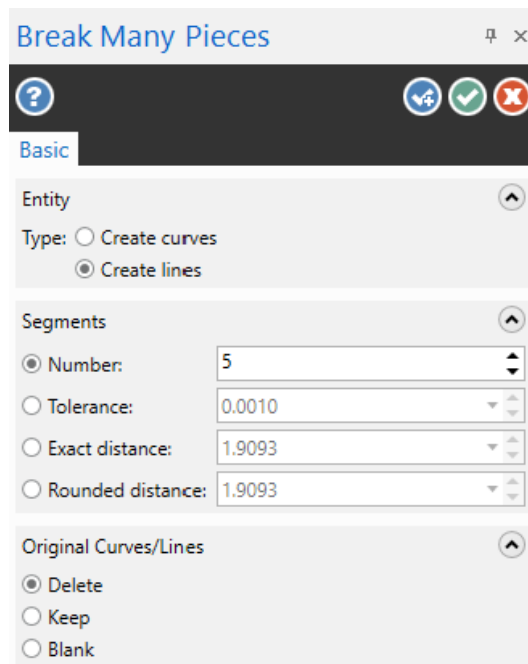 Break Many Pieces
?
Basic
Entity
Type: Create curves
Create lines
Segments
Number: 5
Tolerance: 0.0010
Exact distance: 1.9093
Rounded distance: 1.9093
Original Curves/Lines
Delete
Keep
Blank